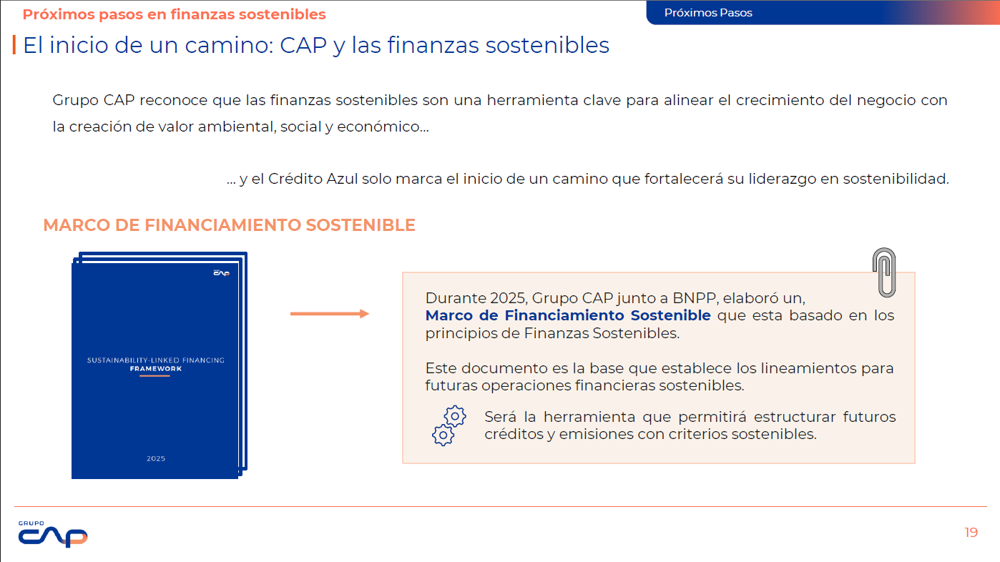 Próximos pasos en finanzas sostenibles
Próximos Pasos
El inicio de un camino: CAP y las finanzas sostenibles
Grupo CAP reconoce que las finanzas sostenibles son una herramienta clave para alinear el crecimiento del negocio con
la creación de valor ambiental, social y económico...
... y el Crédito Azul solo marca el inicio de un camino que fortalecerá su liderazgo en sostenibilidad.
MARCO DE FINANCIAMIENTO SOSTENIBLE
GRUPO
CAP
SUSTAINABILITY-LINKED FINANCING
FRAMEWORK
2025
Durante 2025, Grupo CAP junto a BNPP, elaboró un,
Marco de Financiamiento Sostenible que esta basado en los
principios de Finanzas Sostenibles.
Este documento es la base que establece los lineamientos para
futuras operaciones financieras sostenibles.
Será la herramienta que permitirá estructurar futuros
créditos y emisiones con criterios sostenibles.
GRUPO
CAP
19